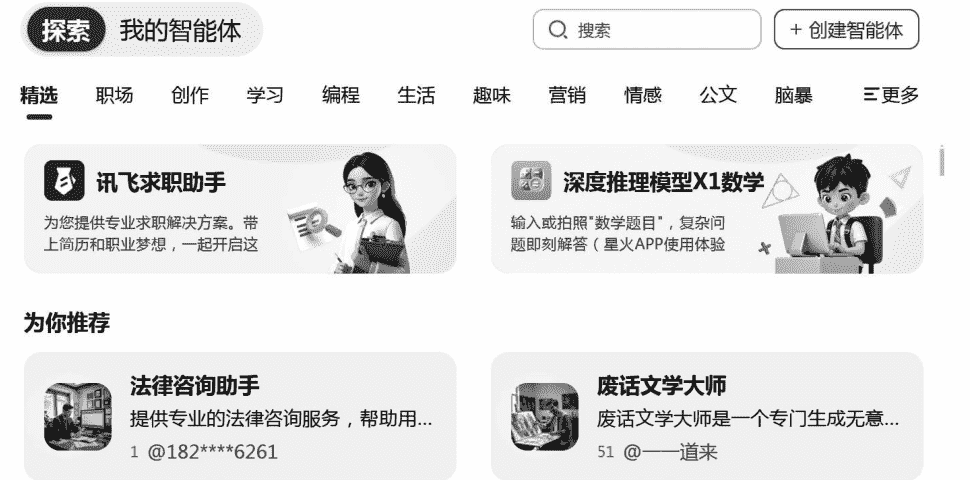 探索 我的智能体 搜索 + 创建智能体
精选 职场 创作 学习 编程 生活 趣味 营销 情感 公文 脑暴 更多
讯飞求职助手
为您提供专业求职解决方案。带
上简历和职业梦想，一起开启这
深度推理模型X1数学
输入或拍照"数学题目"，复杂问
题即刻解答（星火APP使用体验
为你推荐
法律咨询助手
提供专业的法律咨询服务，帮助用...
1 @182****6261
废话文学大师
废话文学大师是一个专门生成无意...
51 @一一道来